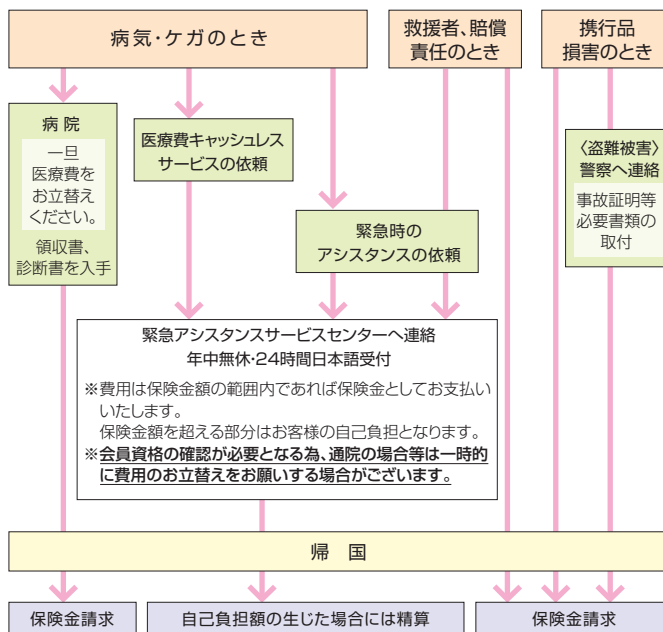 病気・ケガのとき
救援者、賠償
責任のとき
携行品
損害のとき
病 院
一旦
医療費を
お立替え
ください。
領収書、
診断書を入手
医療費キャッシュレス
サービスの依頼
緊急時の
アシスタンスの依頼
〈盗難被害〉
警察へ連絡
事故証明等
必要書類の
取付
緊急アシスタンスサービスセンターへ連絡
年中無休・24時間日本語受付
※費用は保険金額の範囲内であれば保険金としてお支払い
いたします。
保険金額を超える部分はお客様の自己負担となります。
※会員資格の確認が必要となる為、通院の場合等は一時的
に費用のお立替えをお願いする場合がございます。
帰 国
保険金請求
自己負担額の生じた場合には精算
保険金請求